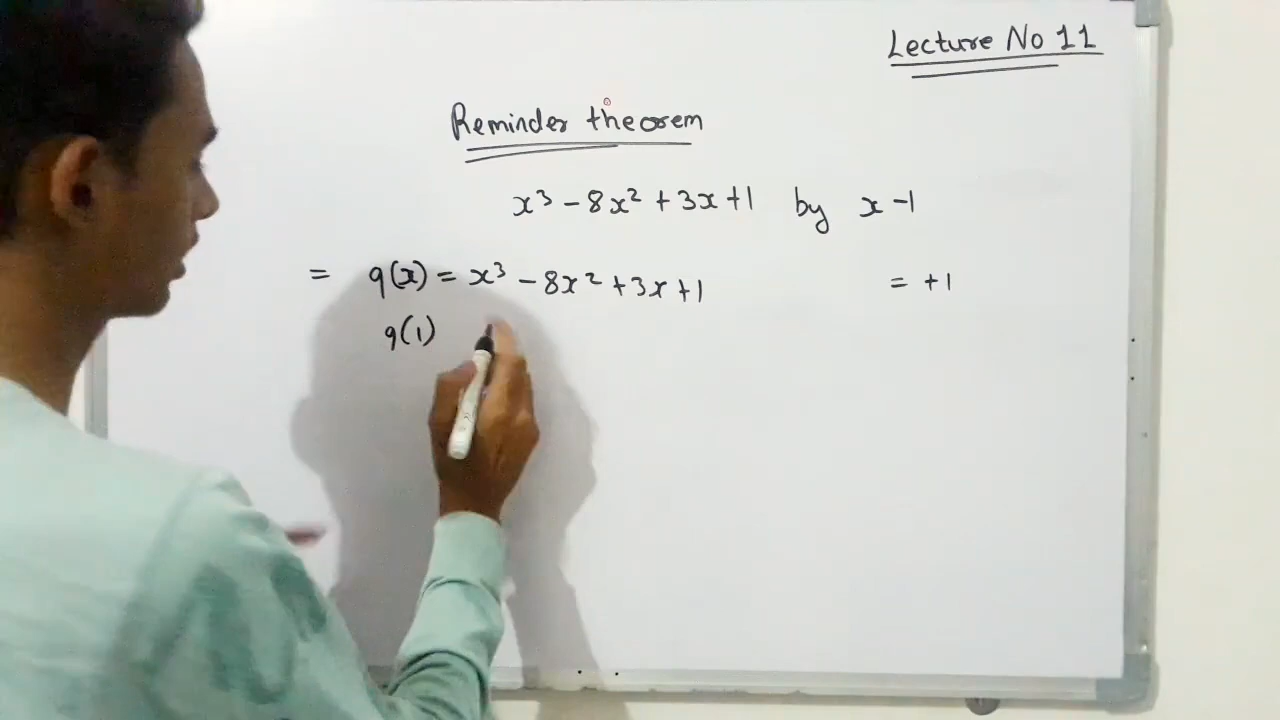 Lecture No 11
Reminder theorem
x³ - 8x² + 3x + 1 by x - 1
= q(x) = x³ - 8x² + 3x + 1 = +1
q(1)